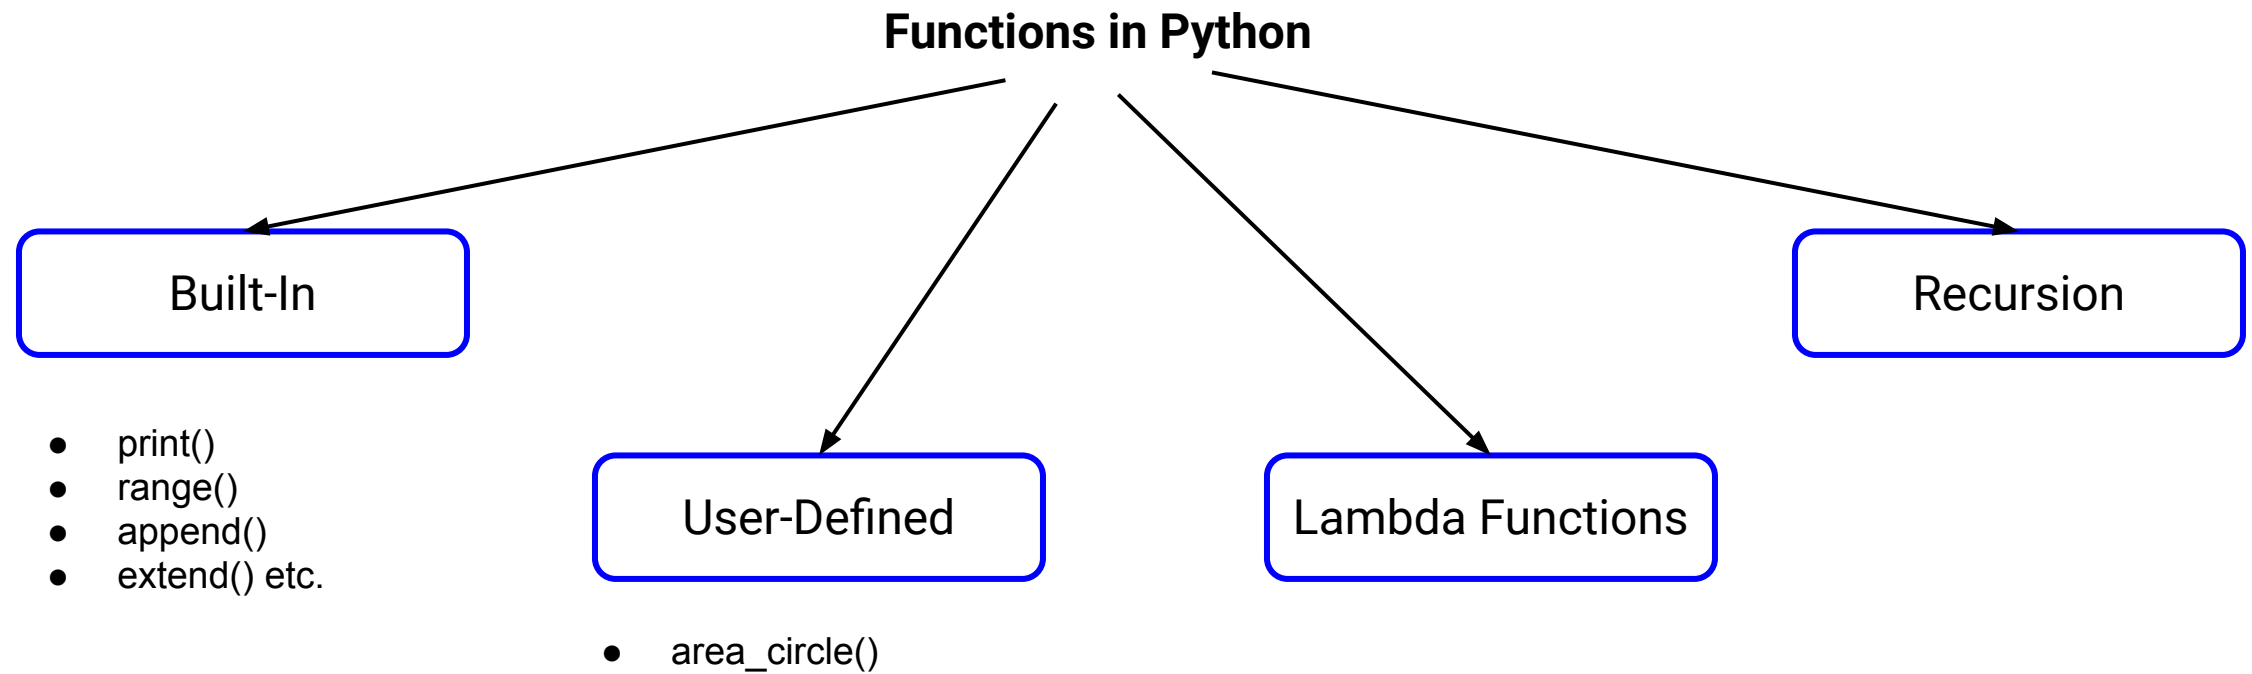 Functions in Python
Built-In
Recursion
● print()
● range()
● append()
● extend() etc.
User-Defined
Lambda Functions
● area_circle()